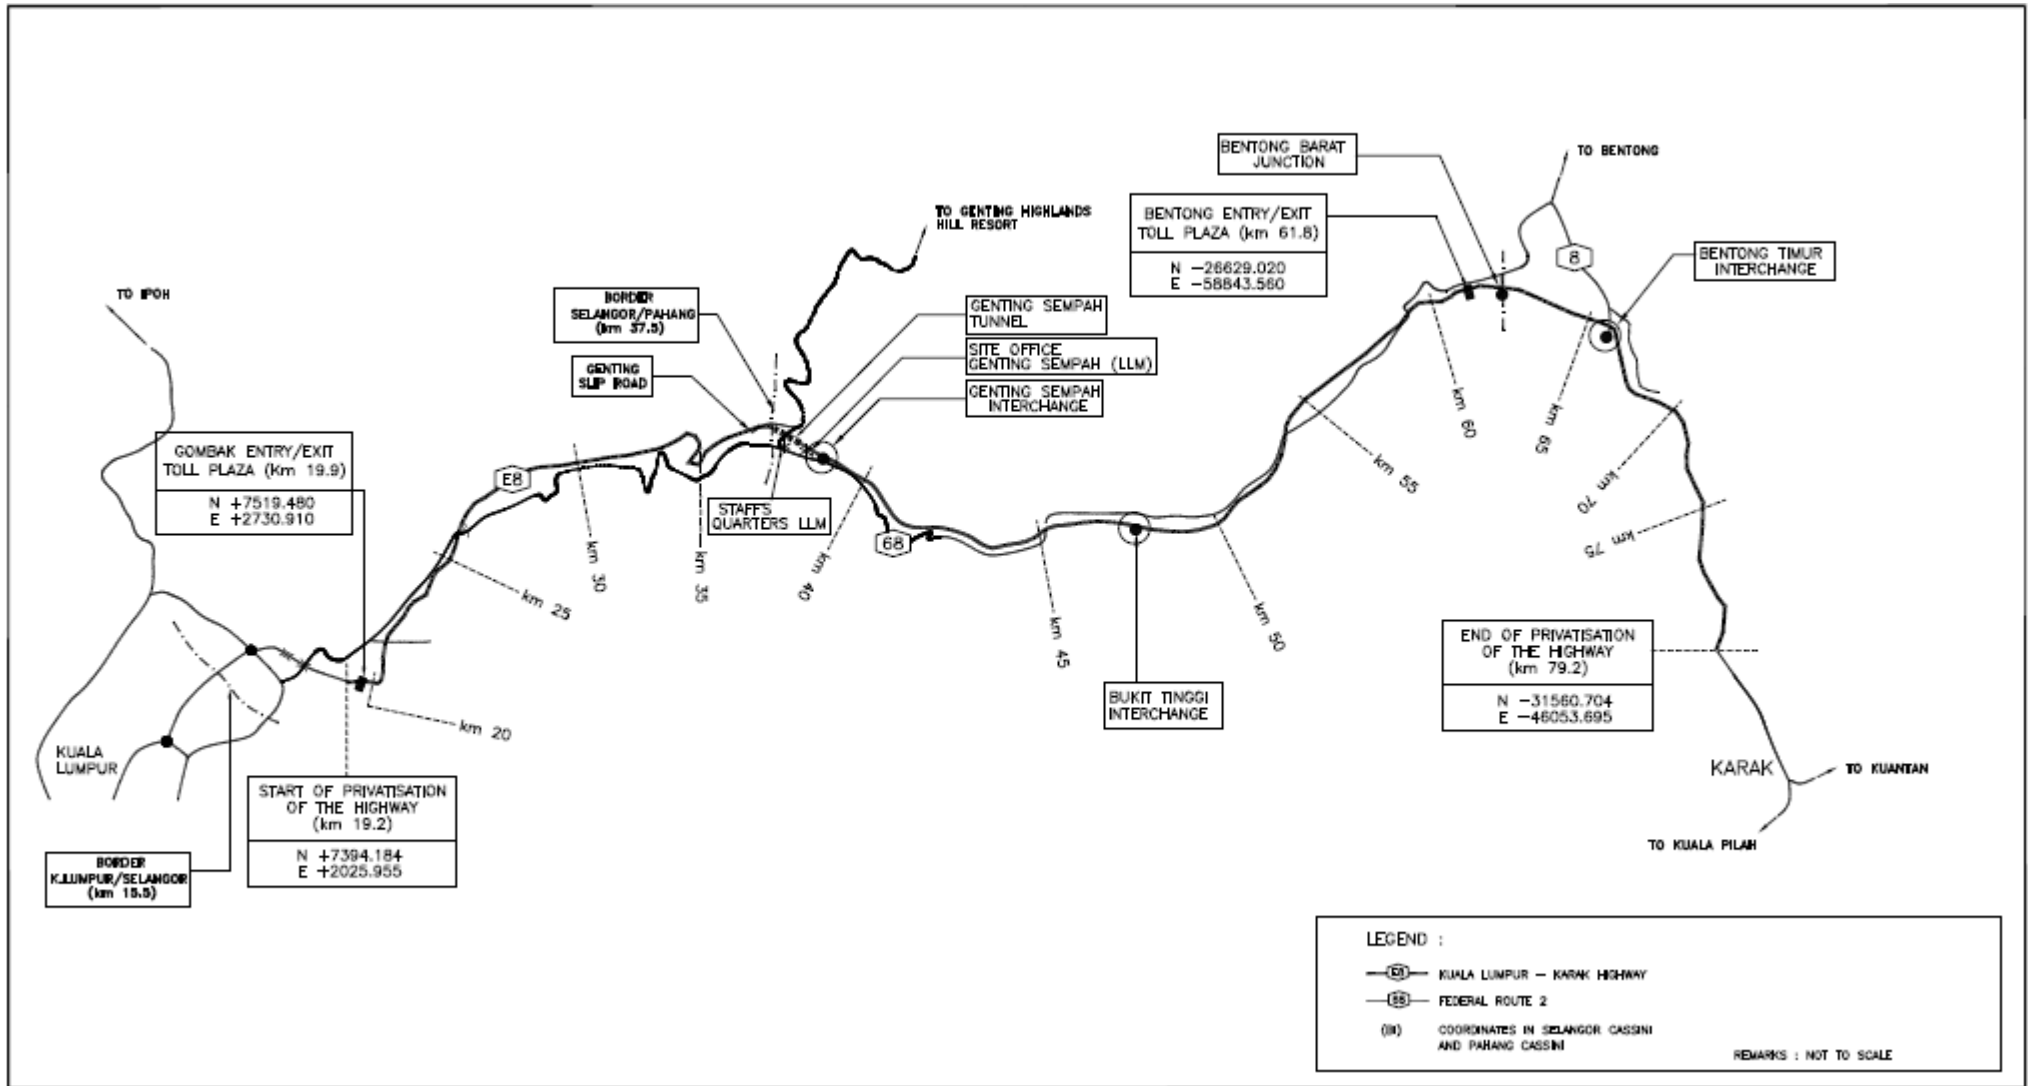 BENTONG BARAT
JUNCTION
TO BENTONG
TO GENTING HIGHLANDS
HILL RESORT
BENTONG ENTRY/EXIT
TOLL PLAZA (km 61.8)
N −26629.020
E −58843.560
8
BENTONG TIMUR
INTERCHANGE
TO IPOH
BORDER
SELANGOR/PAHANG
(km 37.5)
GENTING SEMPAH
TUNNEL
SITE OFFICE
GENTING SEMPAH (LLM)
GENTING
SLIP ROAD
GENTING SEMPAH
INTERCHANGE
GOMBAK ENTRY/EXIT
TOLL PLAZA (Km 19.9)
N +7519.480
E +2730.910
E8
STAFFS
QUARTERS LLM
68
km 20
km 25
km 30
km 35
km 40
km 45
km 50
km 55
km 60
km 65
km 70
km 75
KUALA
LUMPUR
START OF PRIVATISATION
OF THE HIGHWAY
(km 19.2)
N +7394.184
E +2025.955
BORDER
K.LUMPUR/SELANGOR
(km 15.5)
BUKIT TINGGI
INTERCHANGE
END OF PRIVATISATION
OF THE HIGHWAY
(km 79.2)
N −31560.704
E −46053.695
KARAK
TO KUANTAN
TO KUALA PILAH
LEGEND :
E8 KUALA LUMPUR − KARAK HIGHWAY
68 FEDERAL ROUTE 2
COORDINATES IN SELANGOR CASSINI
AND PAHANG CASSINI
REMARKS : NOT TO SCALE